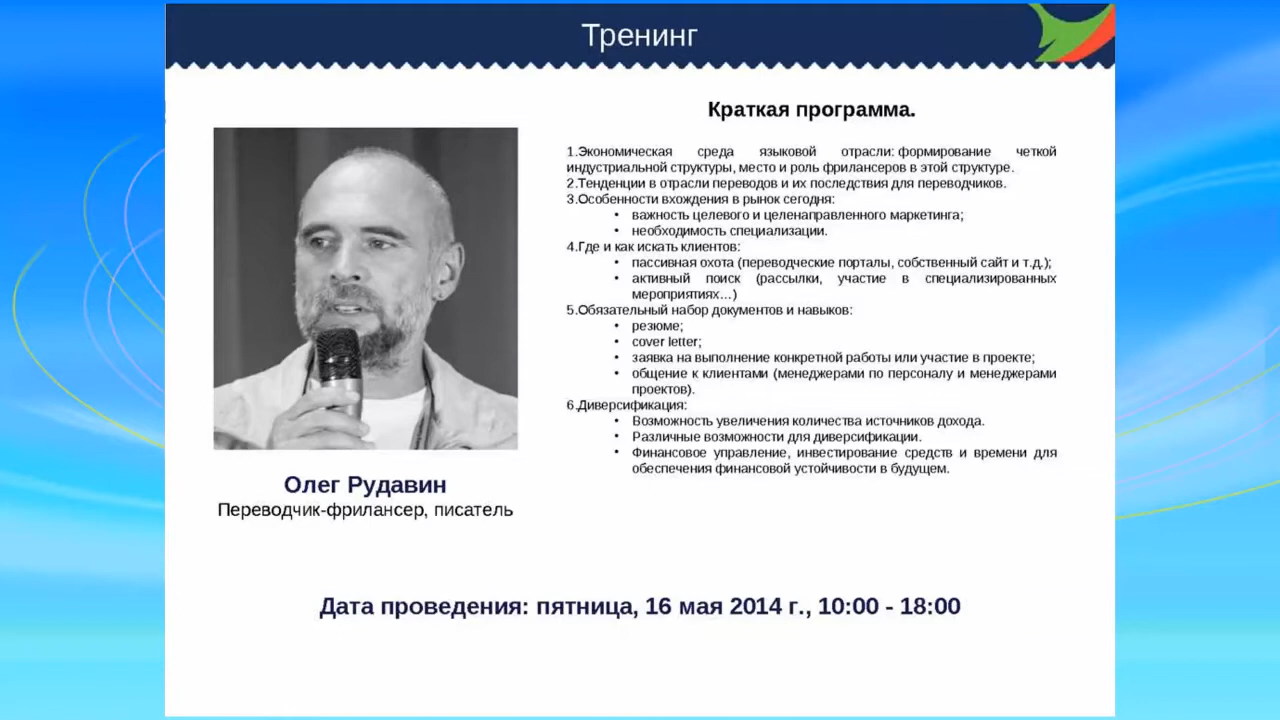 Тренинг
Краткая программа.
1.Экономическая среда языковой отрасли: формирование четкой
индустриальной структуры, место и роль фрилансеров в этой структуре.
2.Тенденции в отрасли переводов и их последствия для переводчиков.
3.Особенности вхождения в рынок сегодня:
• важность целевого и целенаправленного маркетинга;
• необходимость специализации.
4.Где и как искать клиентов:
• пассивная охота (переводческие порталы, собственный сайт и т.д.);
• активный поиск (рассылки, участие в специализированных
мероприятиях…)
5.Обязательный набор документов и навыков:
• резюме;
• cover letter;
• заявка на выполнение конкретной работы или участие в проекте;
• общение к клиентами (менеджерами по персоналу и менеджерами
проектов).
6.Диверсификация:
• Возможность увеличения количества источников дохода.
• Различные возможности для диверсификации.
• Финансовое управление, инвестирование средств и времени для
обеспечения финансовой устойчивости в будущем.
Олег Рудавин
Переводчик-фрилансер, писатель
Дата проведения: пятница, 16 мая 2014 г., 10:00 - 18:00